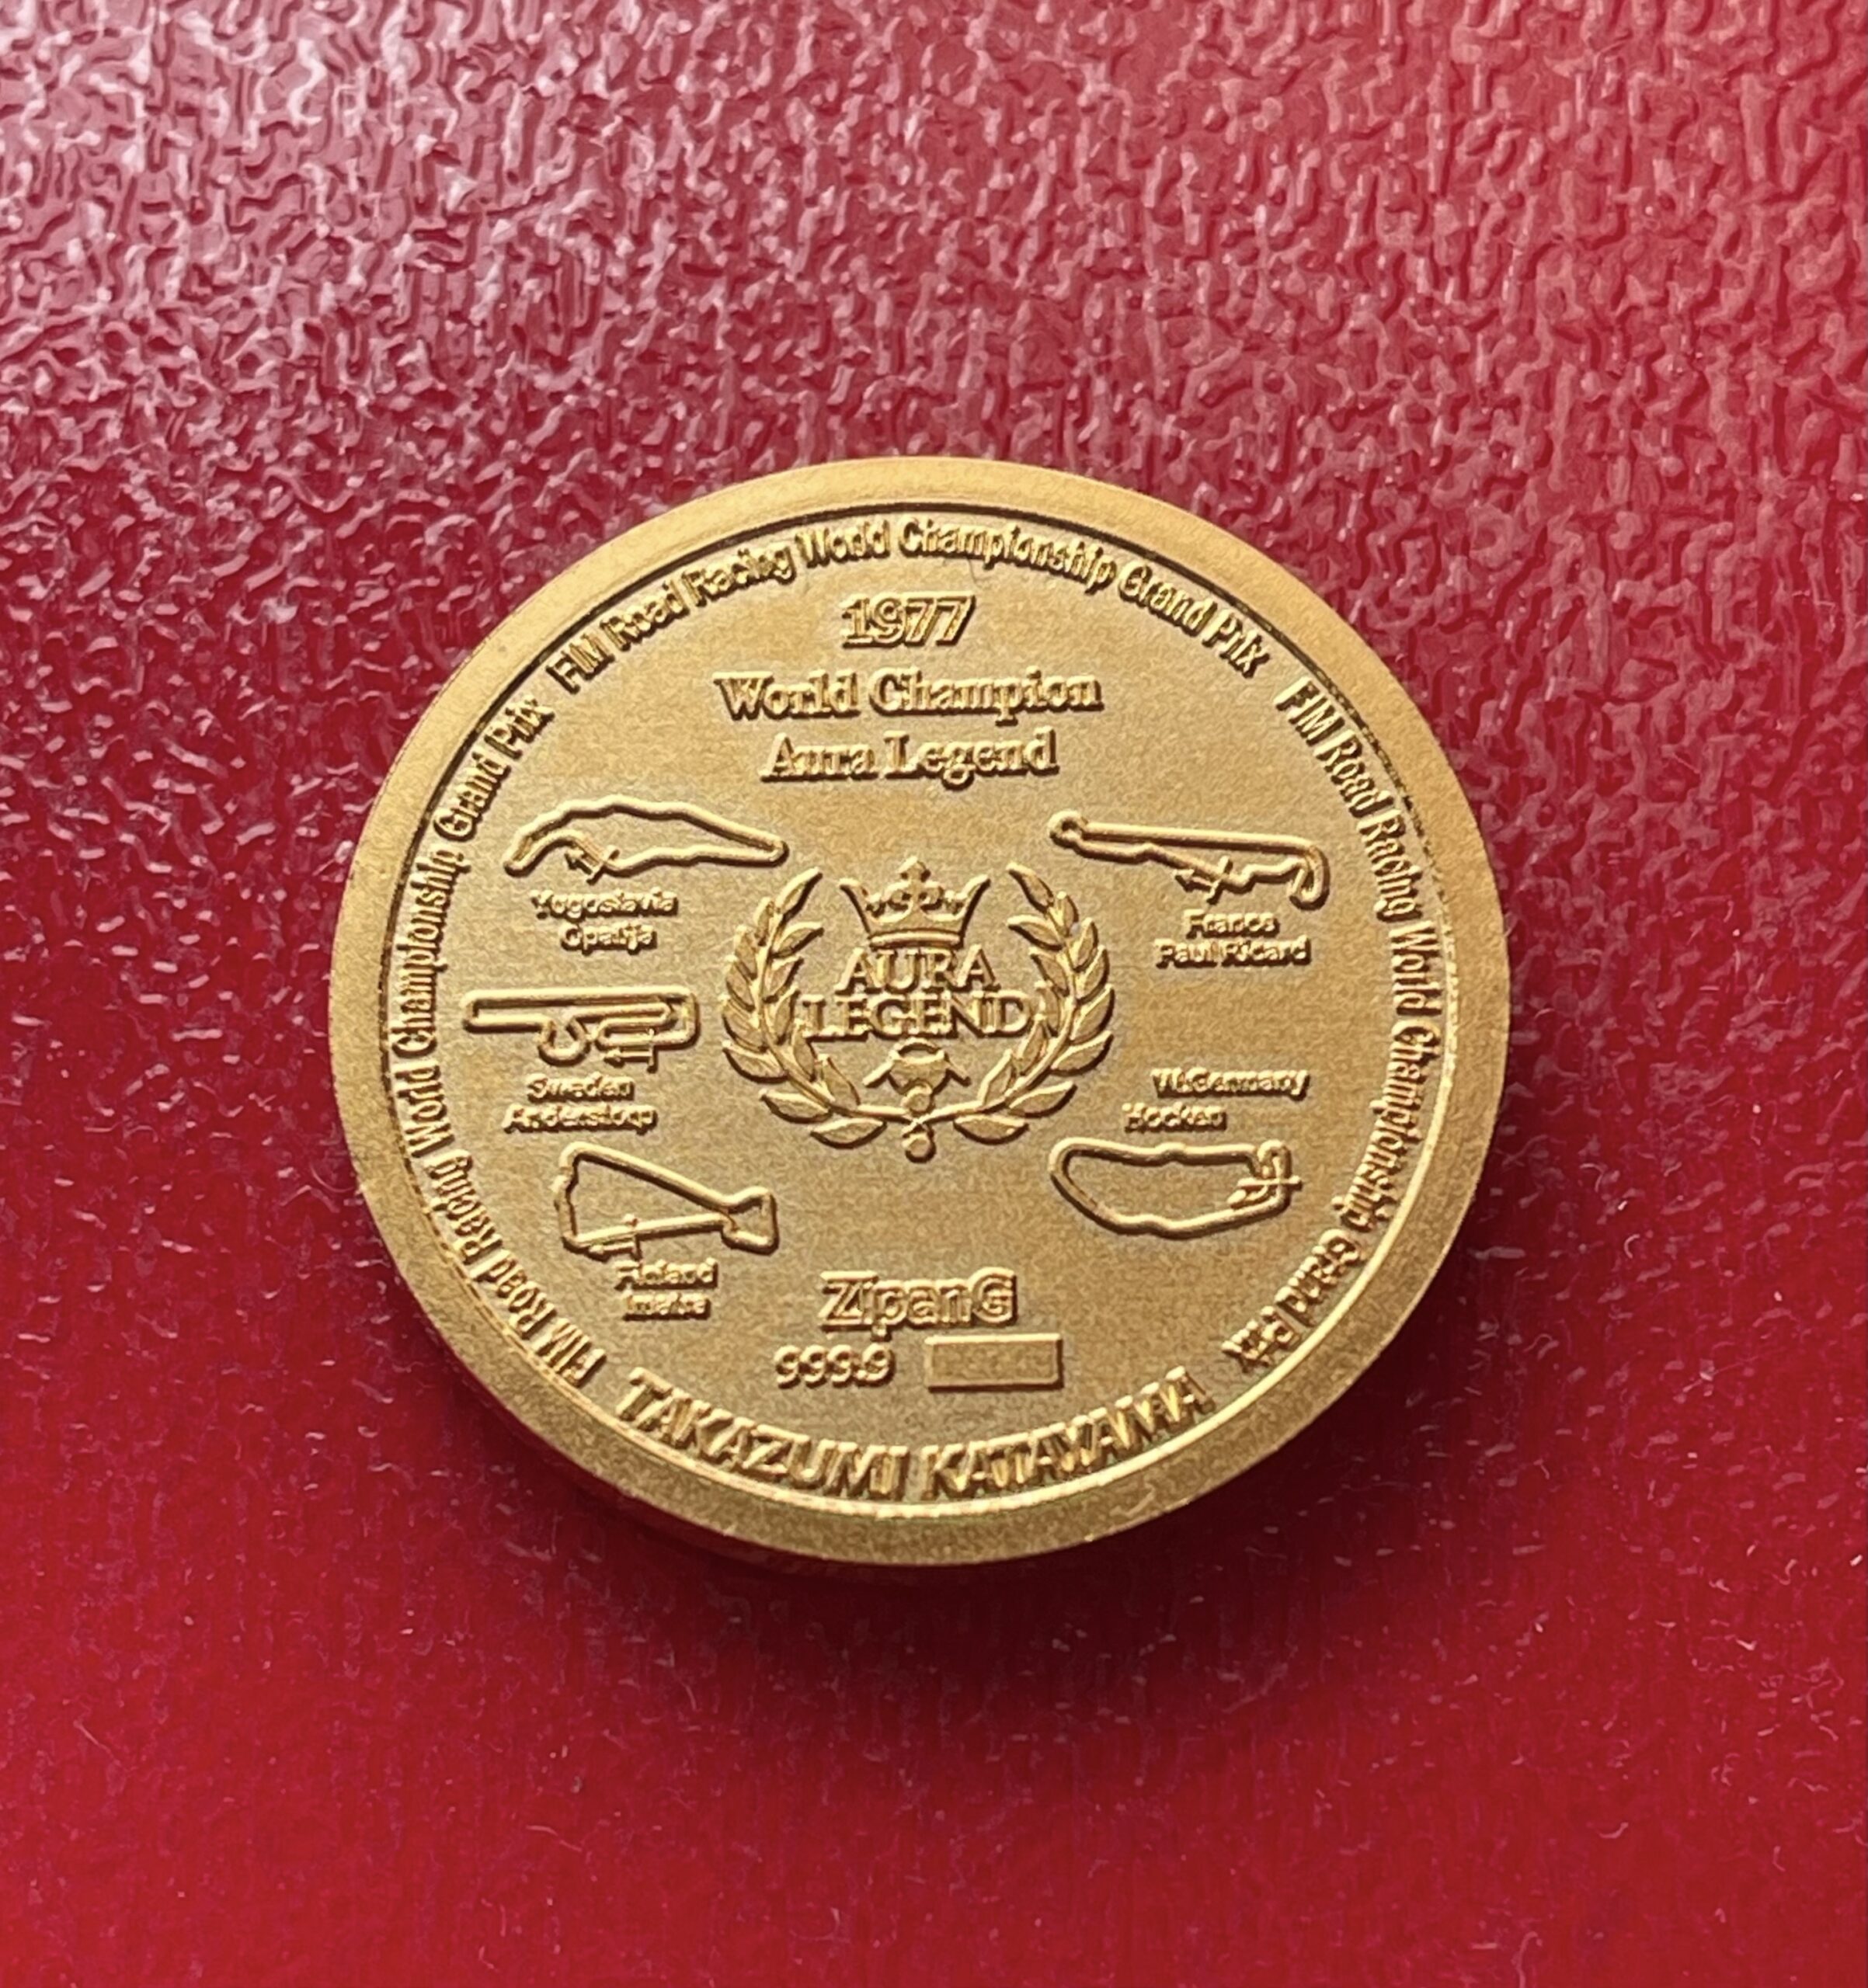 FIM Road Racing World Championship Grand Prix
FIM Road Racing World Championship Grand Prix
FIM Road Racing World Championship Grand Prix
1977
World Champion
Aura Legend
Yugoslavia
Opatija
France
Paul Ricard
AURA
LEGEND
Sweden
Anderstorp
W.Germany
Hocken
Finland
Imatra
ZipanG
999.9
TAKAZUMI KATAYAMA